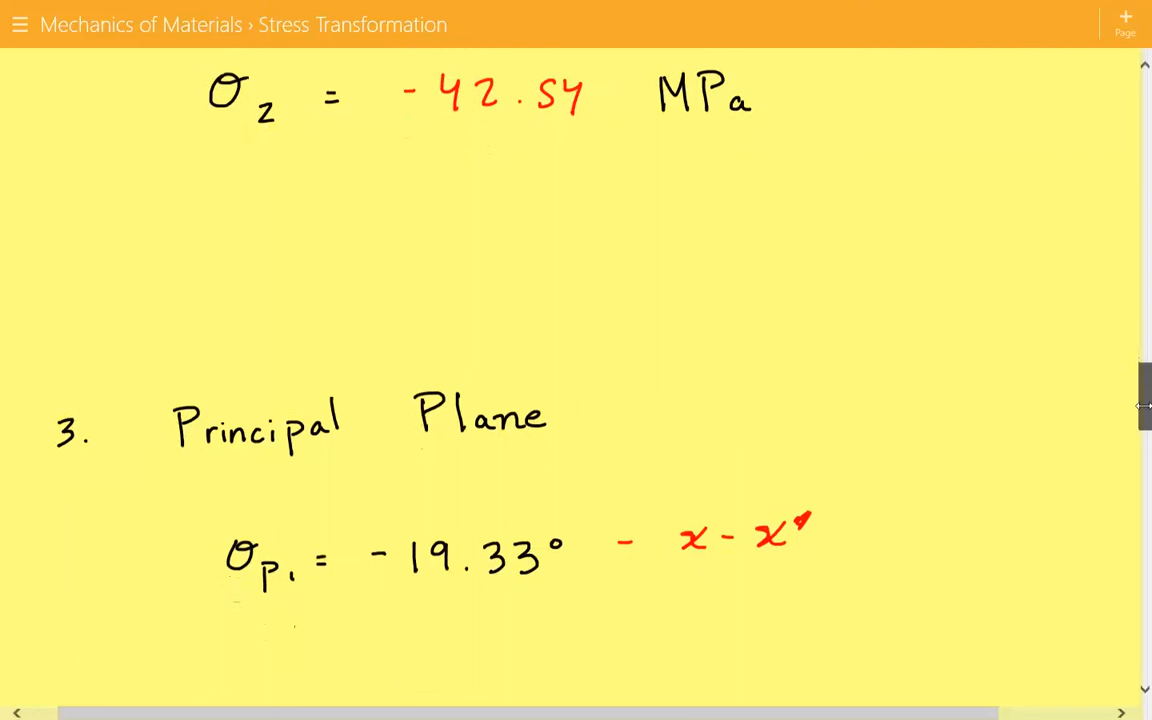 Mechanics of Materials › Stress Transformation
Page
σ₂ = -42.54 MPa
3. Principal Plane
θp₁ = -19.33° - x - x'